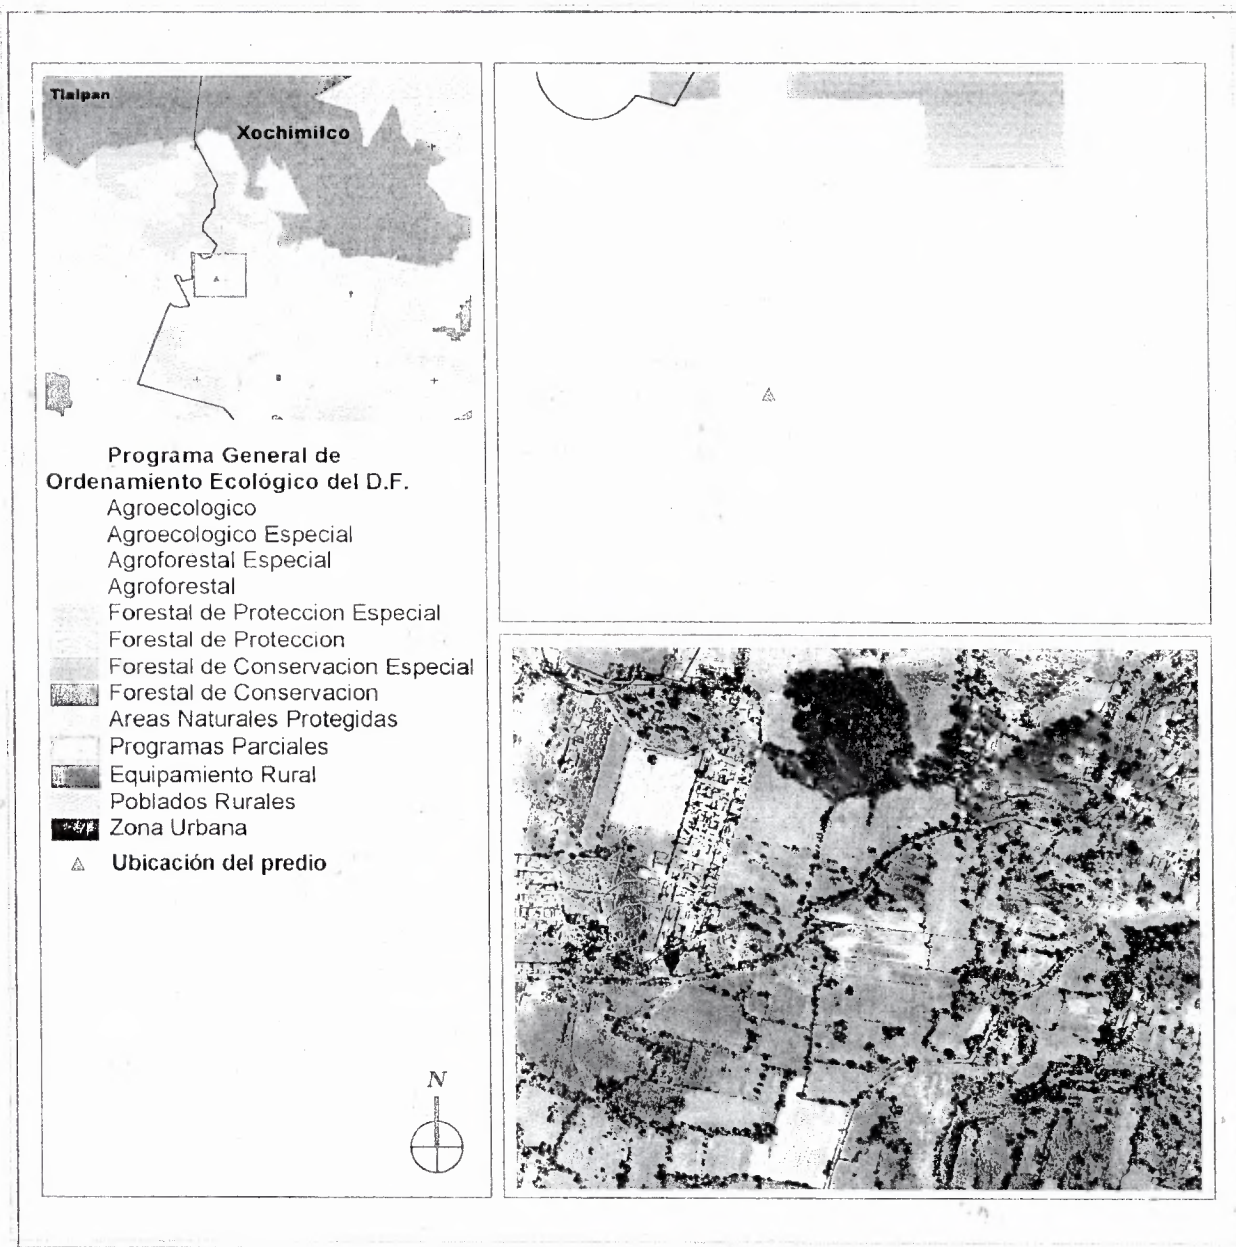 Tlalpan
Xochimilco
Programa General de
Ordenamiento Ecológico del D.F.
Agroecologico
Agroecologico Especial
Agroforestal Especial
Agroforestal
Forestal de Proteccion Especial
Forestal de Proteccion
Forestal de Conservacion Especial
Forestal de Conservacion
Areas Naturales Protegidas
Programas Parciales
Equipamiento Rural
Poblados Rurales
Zona Urbana
Ubicación del predio
N